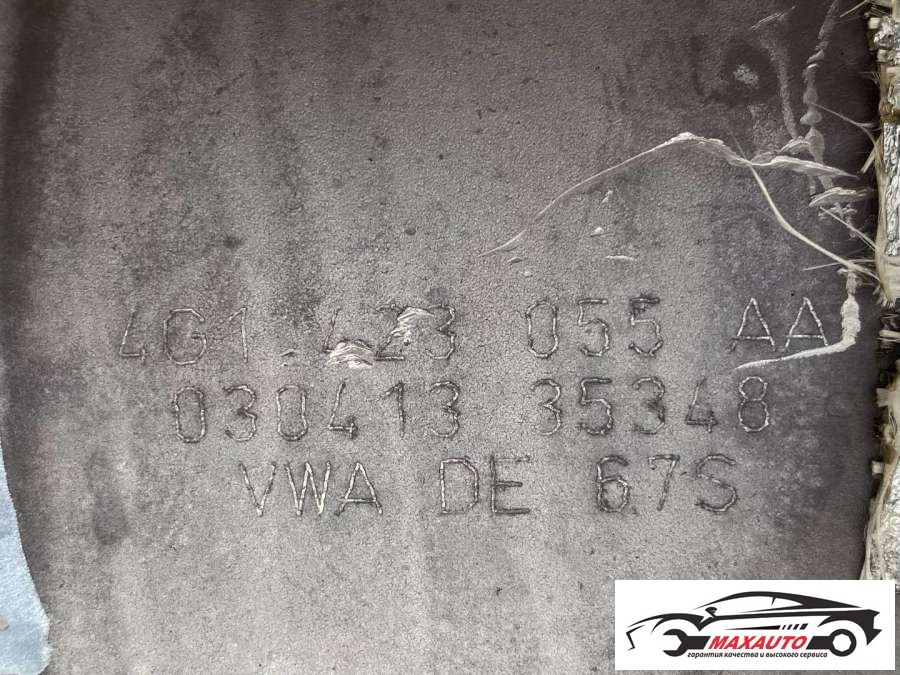 4G1.423 055 AA
030413 35348
VWA DE 67S
MAXAUTO
гарантия качества и высокого сервиса